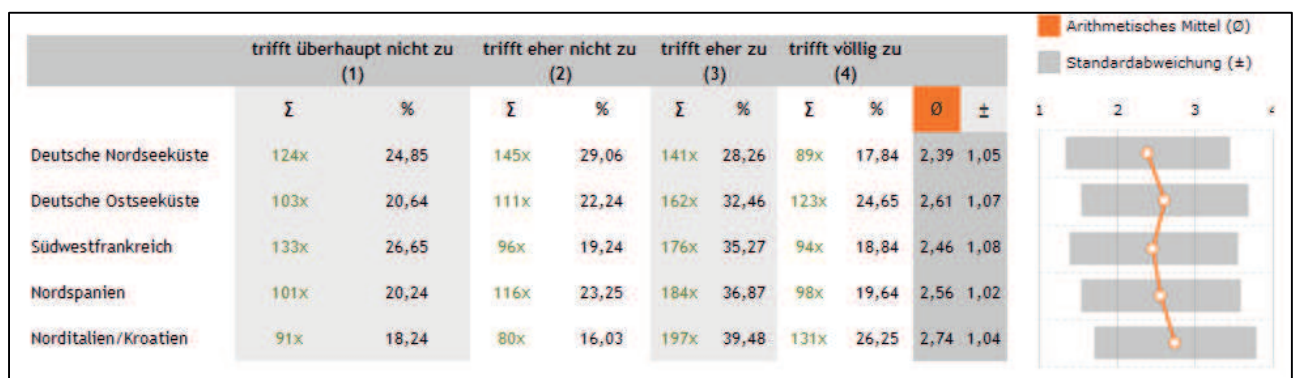 Arithmetisches Mittel (Ø)
Standardabweichung (±)
trifft überhaupt nicht zu (1) trifft eher nicht zu (2) trifft eher zu (3) trifft völlig zu (4)
Σ % Σ % Σ % Σ % Ø ± 1 2 3 4
Deutsche Nordseeküste 124x 24,85 145x 29,06 141x 28,26 89x 17,84 2,39 1,05
Deutsche Ostseeküste 103x 20,64 111x 22,24 162x 32,46 123x 24,65 2,61 1,07
Südwestfrankreich 133x 26,65 96x 19,24 176x 35,27 94x 18,84 2,46 1,08
Nordspanien 101x 20,24 116x 23,25 184x 36,87 98x 19,64 2,56 1,02
Norditalien/Kroatien 91x 18,24 80x 16,03 197x 39,48 131x 26,25 2,74 1,04